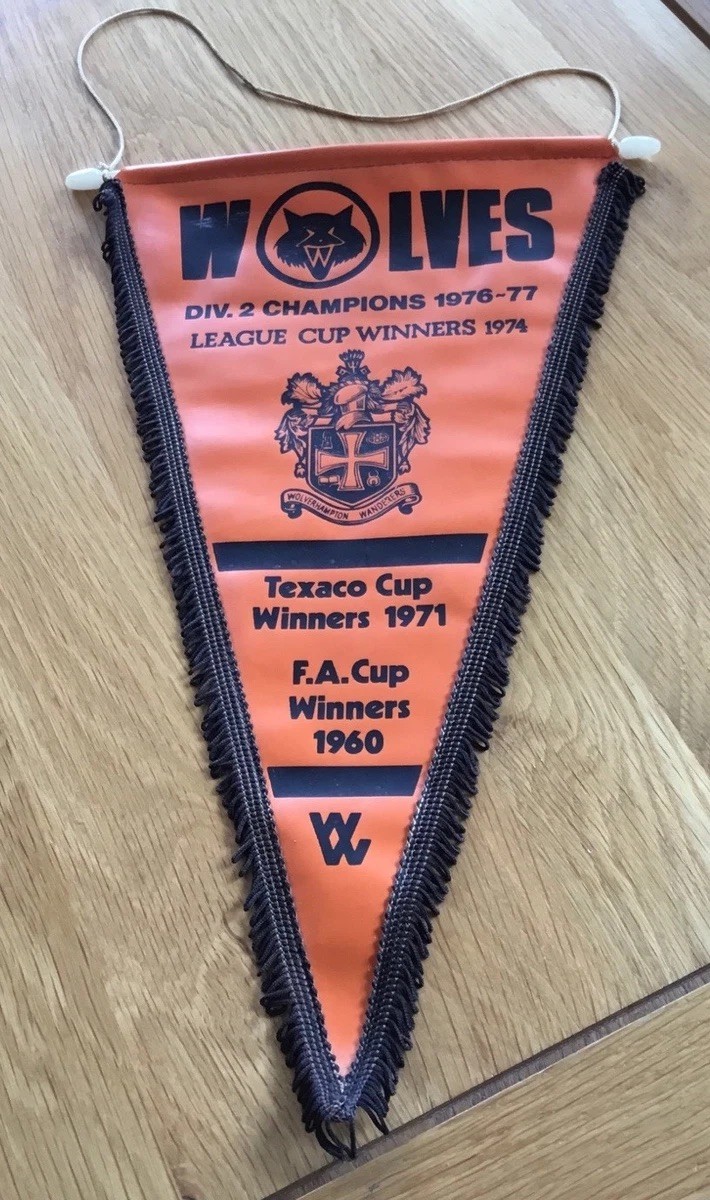 WOLVES
DIV. 2 CHAMPIONS 1976-77
LEAGUE CUP WINNERS 1974
WOLVERHAMPTON WANDERERS
Texaco Cup
Winners 1971
F.A.Cup
Winners
1960
WW